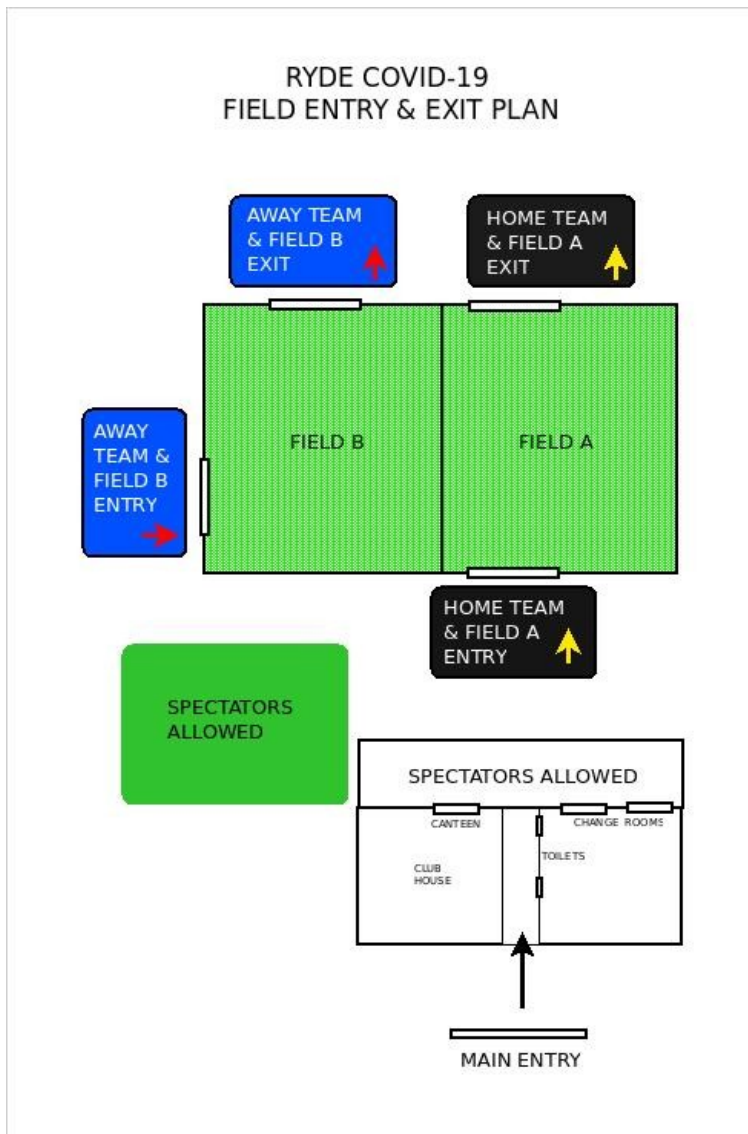 RYDE COVID-19
FIELD ENTRY & EXIT PLAN
AWAY TEAM
& FIELD B
EXIT
HOME TEAM
& FIELD A
EXIT
AWAY
TEAM &
FIELD B
ENTRY
FIELD B
FIELD A
HOME TEAM
& FIELD A
ENTRY
SPECTATORS
ALLOWED
SPECTATORS ALLOWED
CANTEEN
CHANGE ROOMS
TOILETS
CLUB
HOUSE
MAIN ENTRY